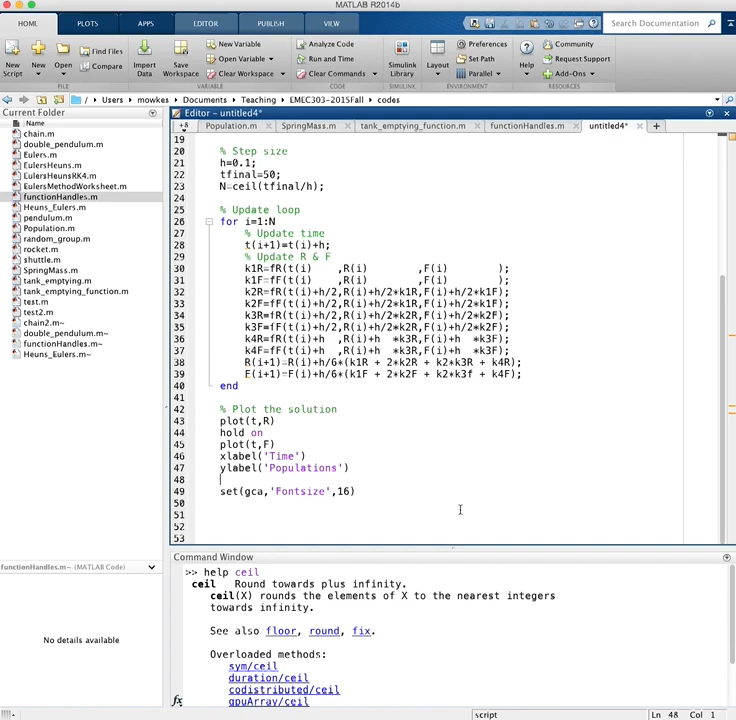 MATLAB R2014b
HOME PLOTS APPS EDITOR PUBLISH VIEW Search Documentation
New Script New Open Find Files Compare Import Data Save Workspace New Variable Open Variable Clear Workspace Analyze Code Run and Time Clear Commands Simulink Library Layout Preferences Set Path Parallel Help Community Request Support Add-Ons
FILE VARIABLE CODE SIMULINK ENVIRONMENT RESOURCES
/ Users mowkes Documents Teaching EMEC303-2015Fall codes
Current Folder
Name
chain.m
double_pendulum.m
Eulers.m
EulersHeuns.m
EulersHeunsRK4.m
EulersMethodWorksheet.m
functionHandles.m
Heuns_Eulers.m
pendulum.m
Population.m
random_group.m
rocket.m
shuttle.m
SpringMass.m
tank_emptying.m
tank_emptying_function.m
test.m
test2.m
chain2.m~
double_pendulum.m~
functionHandles.m~
Heuns_Eulers.m~
functionHandles.m~ (MATLAB Code)
No details available
Editor - untitled4*
+8 Population.m SpringMass.m tank_emptying_function.m functionHandles.m untitled4* +
19
20 % Step size
21 h=0.1;
22 tfinal=50;
23 N=ceil(tfinal/h);
24
25 % Update loop
26 for i=1:N
27 % Update time
28 t(i+1)=t(i)+h;
29 % Update R & F
30 k1R=fR(t(i) ,R(i) ,F(i) );
31 k1F=fF(t(i) ,R(i) ,F(i) );
32 k2R=fR(t(i)+h/2,R(i)+h/2*k1R,F(i)+h/2*k1F);
33 k2F=fF(t(i)+h/2,R(i)+h/2*k1R,F(i)+h/2*k1F);
34 k3R=fR(t(i)+h/2,R(i)+h/2*k2R,F(i)+h/2*k2F);
35 k3F=fF(t(i)+h/2,R(i)+h/2*k2R,F(i)+h/2*k2F);
36 k4R=fR(t(i)+h ,R(i)+h *k3R,F(i)+h *k3F);
37 k4F=fF(t(i)+h ,R(i)+h *k3R,F(i)+h *k3F);
38 R(i+1)=R(i)+h/6*(k1R + 2*k2R + k2*k3R + k4R);
39 F(i+1)=F(i)+h/6*(k1F + 2*k2F + k2*k3f + k4F);
40 end
41
42 % Plot the solution
43 plot(t,R)
44 hold on
45 plot(t,F)
46 xlabel('Time')
47 ylabel('Populations')
48
49 set(gca,'Fontsize',16)
50
51
52
53
Command Window
>> help ceil
ceil Round towards plus infinity.
ceil(X) rounds the elements of X to the nearest integers
towards infinity.
See also floor, round, fix.
Overloaded methods:
sym/ceil
duration/ceil
codistributed/ceil
gpuArray/ceil
fx
script Ln 48 Col 1